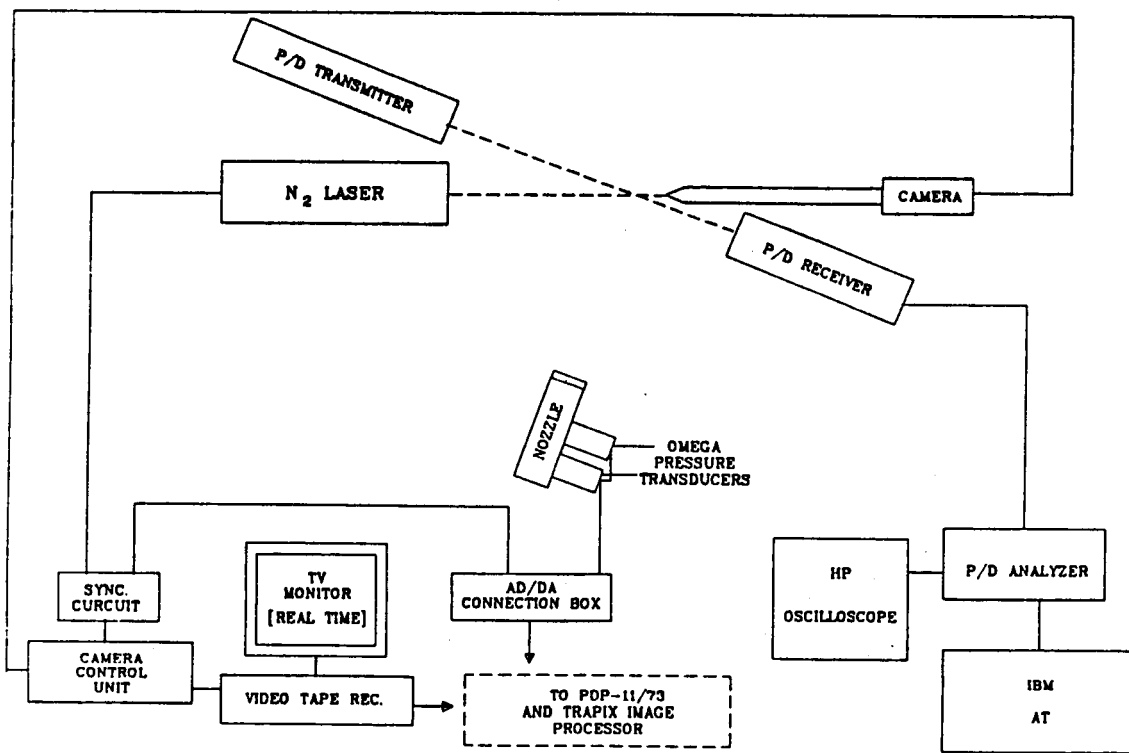 P/D TRANSMITTER
N₂ LASER
CAMERA
P/D RECEIVER
NOZZLE
OMEGA
PRESSURE
TRANSDUCERS
SYNC.
CURCUIT
TV
MONITOR
[REAL TIME]
AD/DA
CONNECTION BOX
HP
OSCILLOSCOPE
P/D ANALYZER
CAMERA
CONTROL
UNIT
VIDEO TAPE REC.
TO PDP-11/73
AND TRAPIX IMAGE
PROCESSOR
IBM
AT